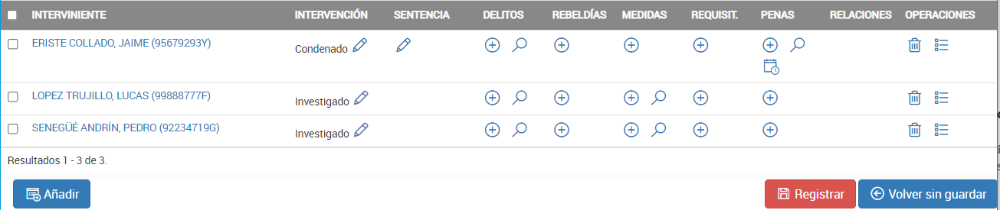 INTERVINIENTE INTERVENCIÓN SENTENCIA DELITOS REBELDÍAS MEDIDAS REQUISIT. PENAS RELACIONES OPERACIONES
ERISTE COLLADO, JAIME (95679293Y) Condenado
LOPEZ TRUJILLO, LUCAS (99888777F) Investigado
SENEGÜÉ ANDRÍN, PEDRO (92234719G) Investigado
Resultados 1 - 3 de 3.
Añadir Registrar Volver sin guardar